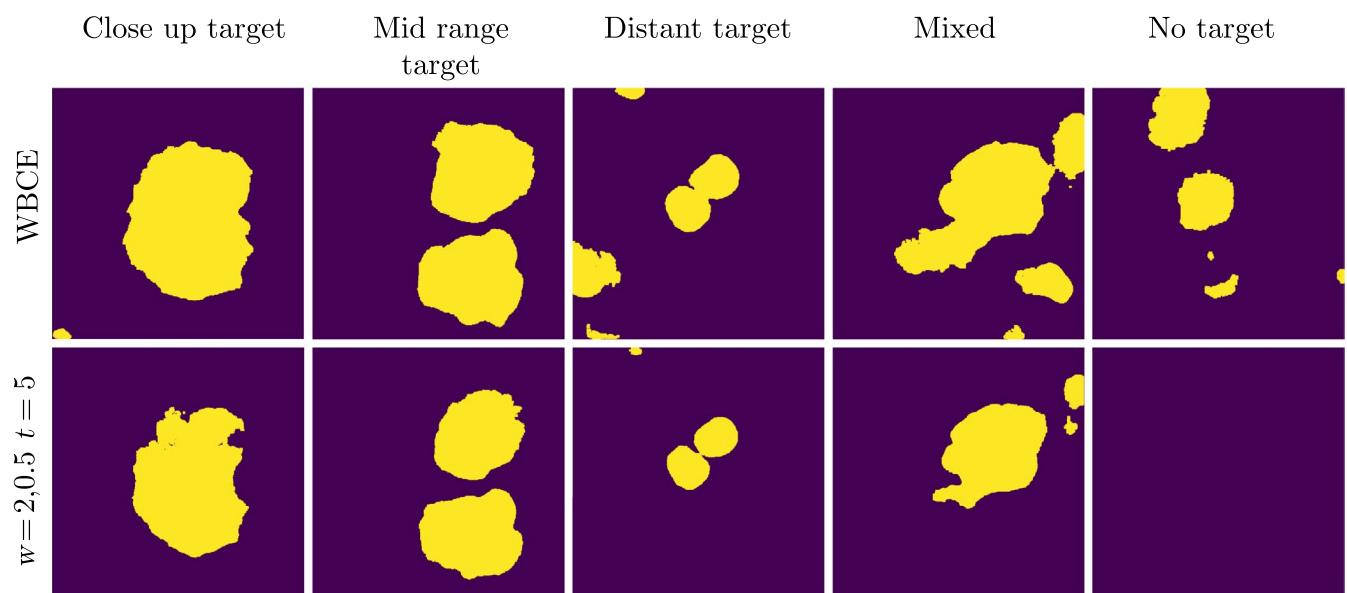 Close up target
Mid range
target
Distant target
Mixed
No target
WBCE
w=2,0.5 t = 5